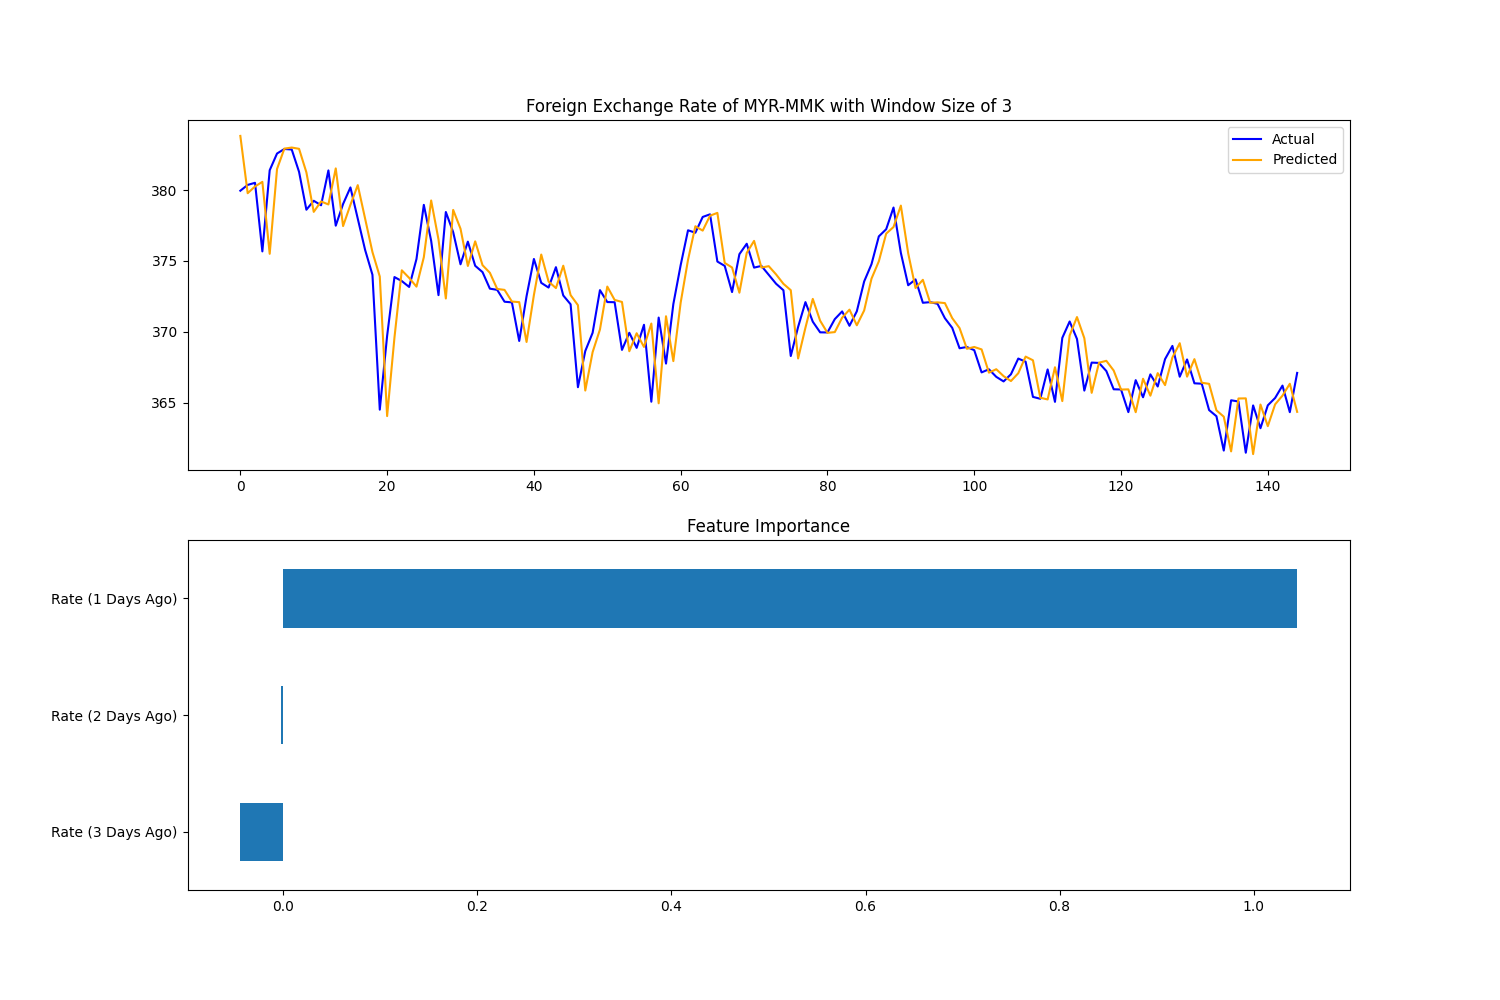 Foreign Exchange Rate of MYR-MMK with Window Size of 3
Actual
Predicted
380
375
370
365
0 20 40 60 80 100 120 140
Feature Importance
Rate (1 Days Ago)
Rate (2 Days Ago)
Rate (3 Days Ago)
0.0 0.2 0.4 0.6 0.8 1.0